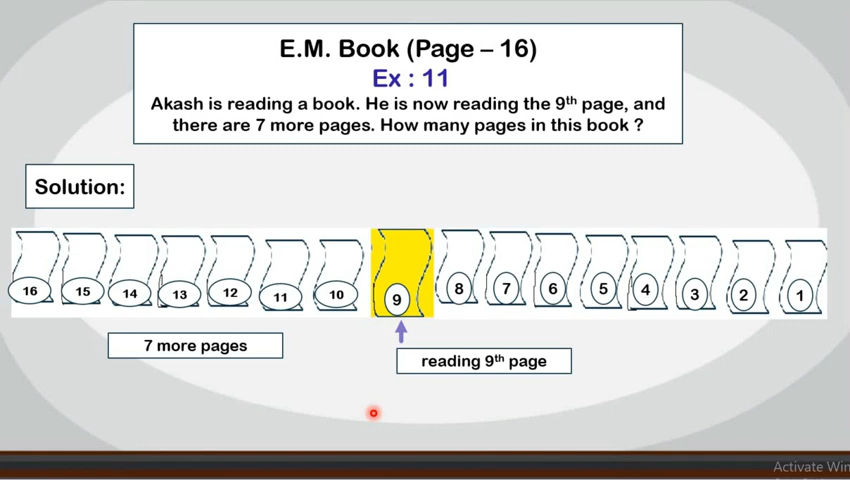 E.M. Book (Page – 16)
Ex : 11
Akash is reading a book. He is now reading the 9th page, and
there are 7 more pages. How many pages in this book ?
Solution:
16 15 14 13 12 11 10 9 8 7 6 5 4 3 2 1
7 more pages
reading 9th page
Activate Win